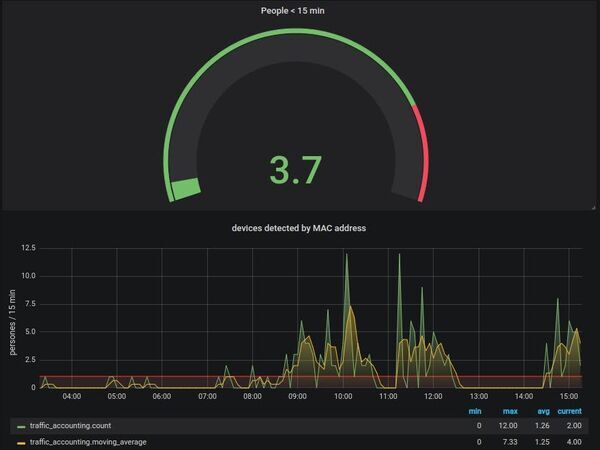 People < 15 min
3.7
devices detected by MAC address
persones / 15 min
12.5
10.0
7.5
5.0
2.5
0
04:00 05:00 06:00 07:00 08:00 09:00 10:00 11:00 12:00 13:00 14:00 15:00
min max avg current
traffic_accounting.count 0 12.00 1.26 2.00
traffic_accounting.moving_average 0 7.33 1.25 4.00